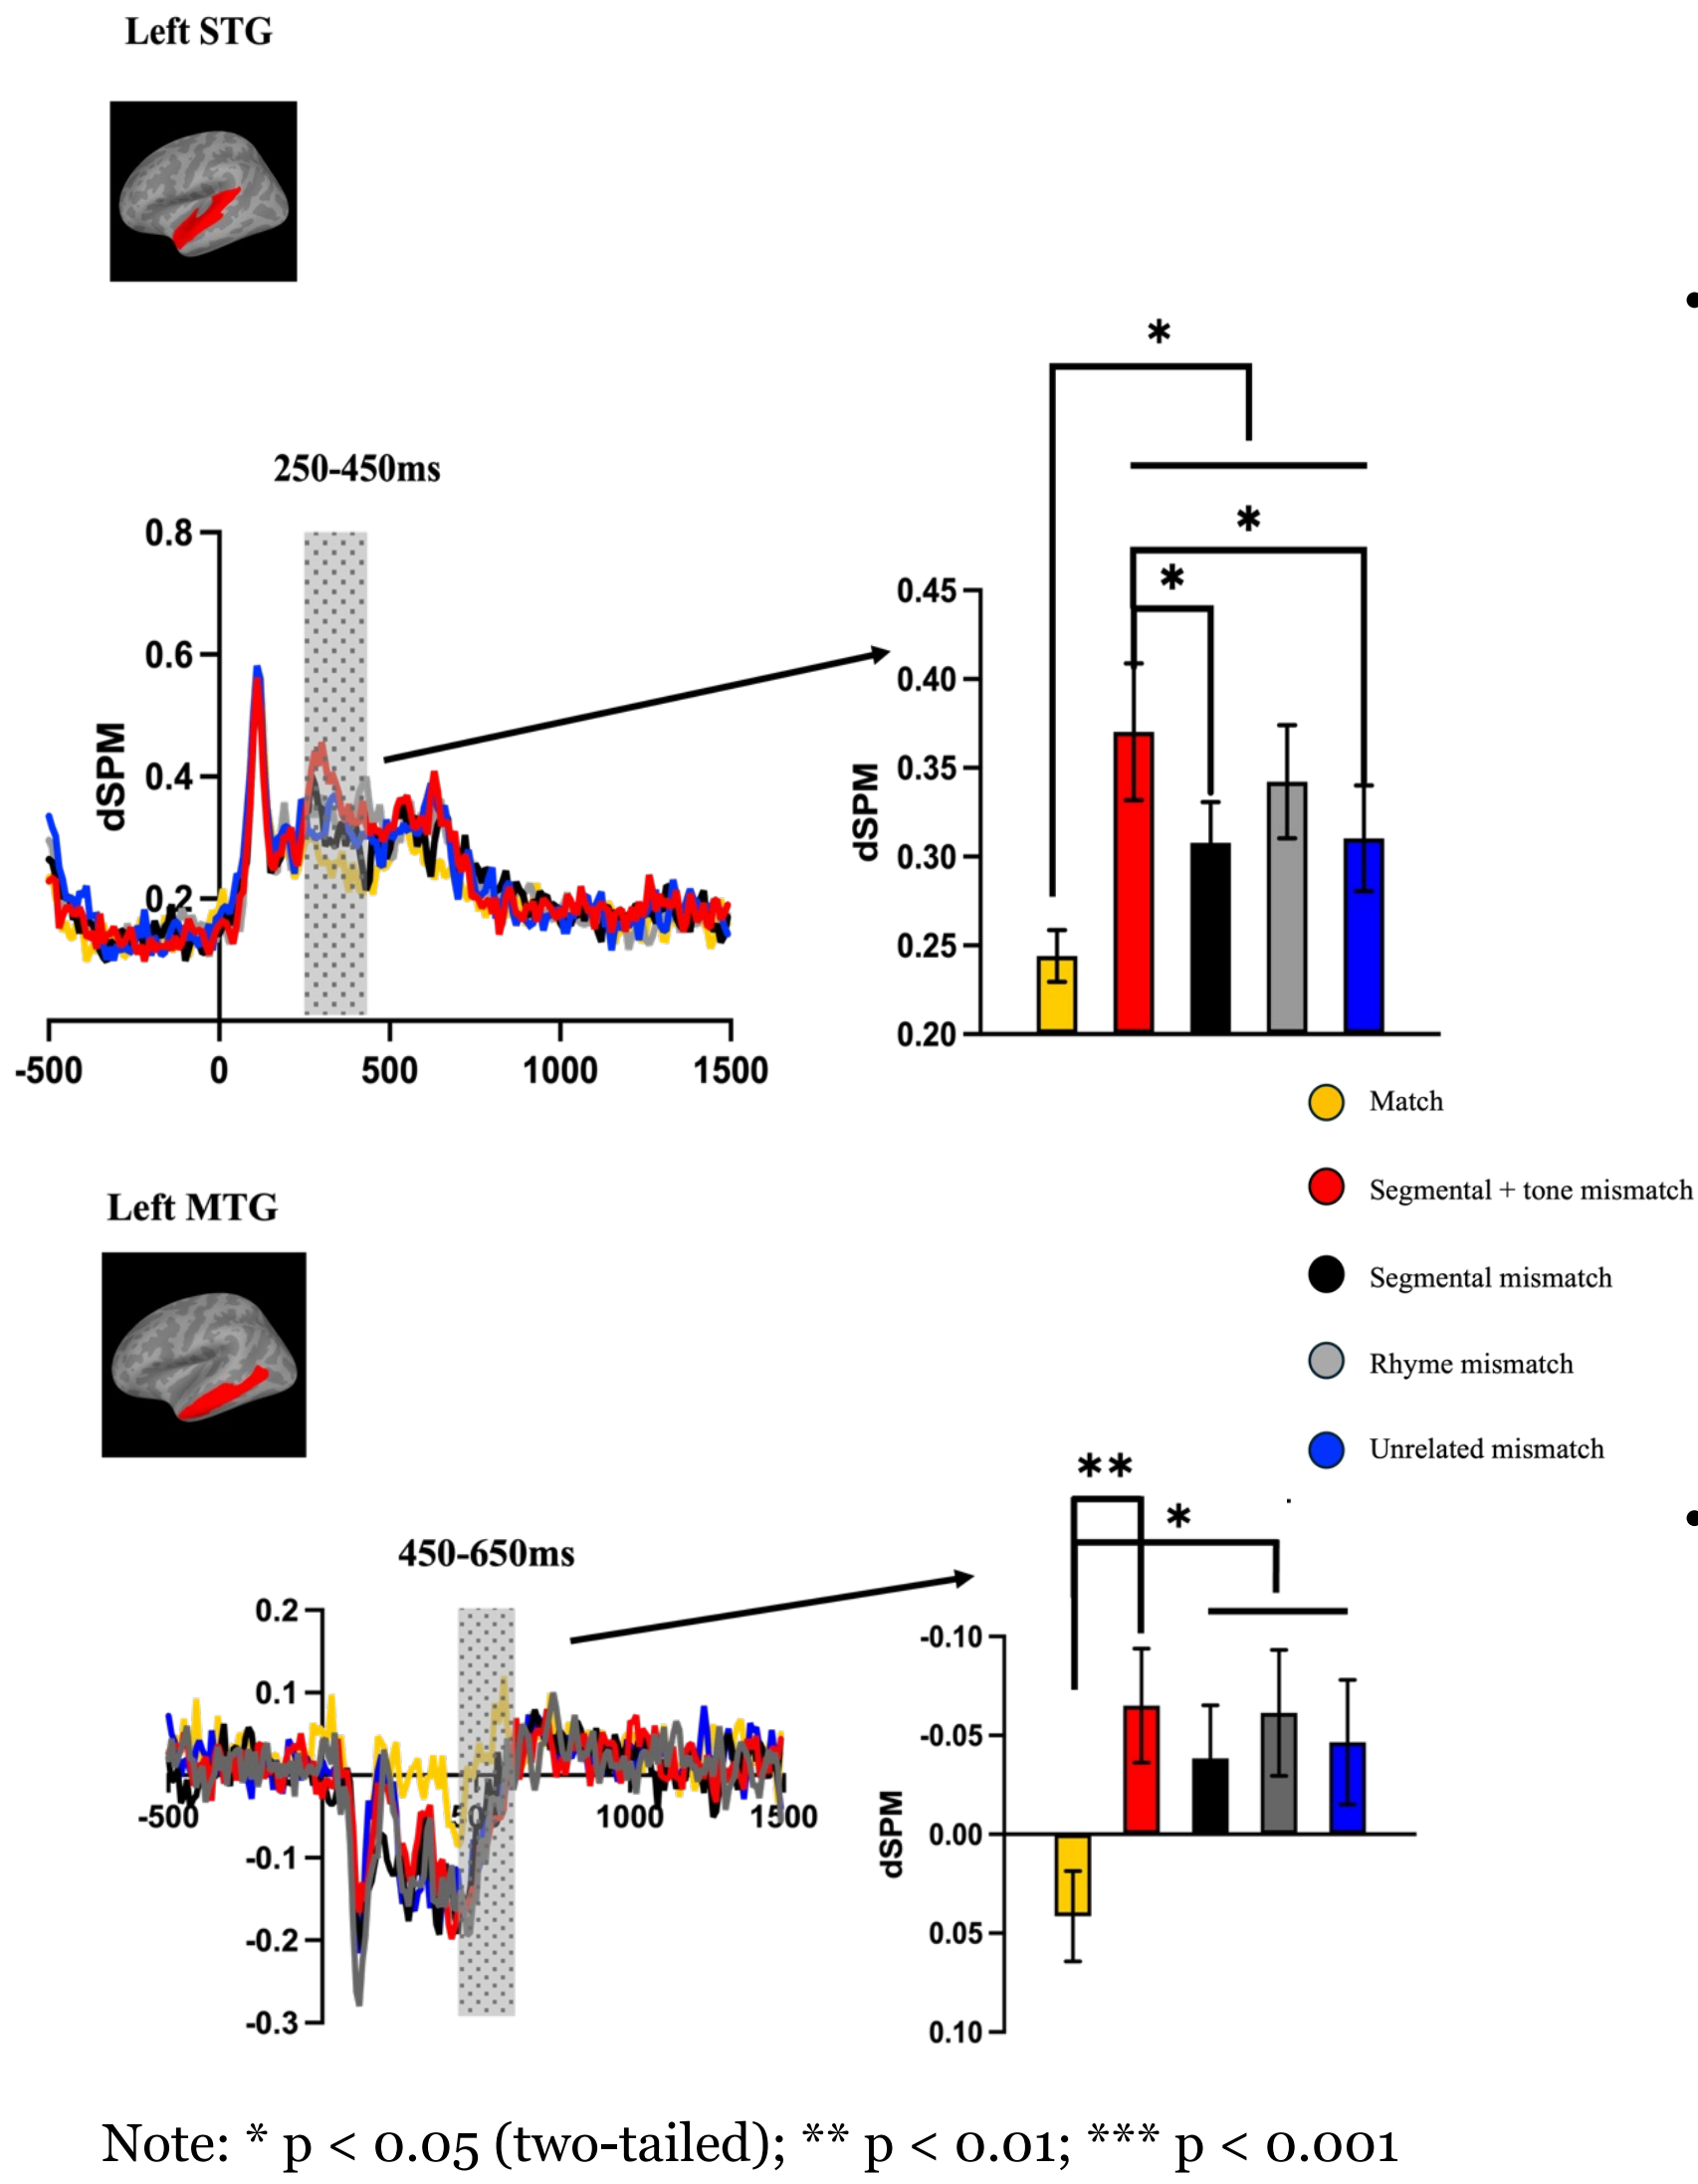 Left STG
*
250-450ms
*
*
0.8
0.6
0.4
0.2
dSPM
-500 0 500 1000 1500
0.45
0.40
0.35
0.30
0.25
0.20
dSPM
Match
Segmental + tone mismatch
Segmental mismatch
Rhyme mismatch
Unrelated mismatch
Left MTG
**
*
450-650ms
0.2
0.1
-0.1
-0.2
-0.3
-500 1000 1500
-0.10
-0.05
0.00
0.05
0.10
dSPM
Note: * p < 0.05 (two-tailed); ** p < 0.01; *** p < 0.001